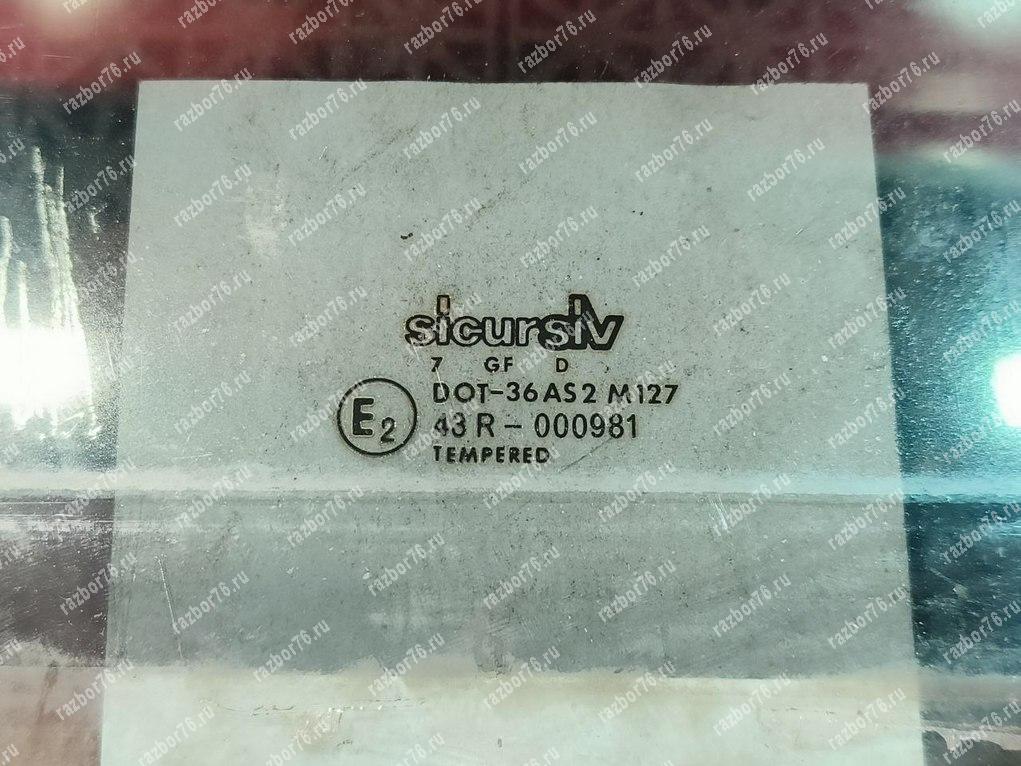 sicursiv
7 GF D
DOT-36 AS2 M127
E2
43 R - 000981
TEMPERED
razbor76.ru